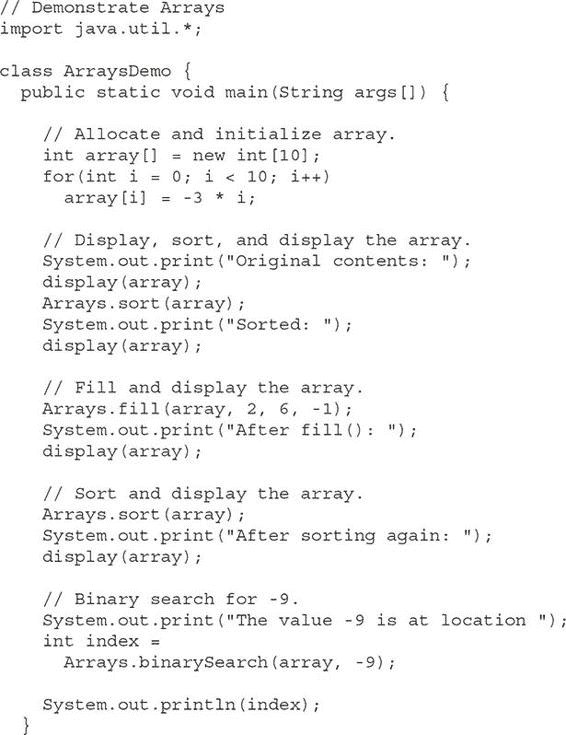 // Demonstrate Arrays
import java.util.*;

class ArraysDemo {
  public static void main(String args[]) {

    // Allocate and initialize array.
    int array[] = new int[10];
    for(int i = 0; i < 10; i++)
      array[i] = -3 * i;

    // Display, sort, and display the array.
    System.out.print("Original contents: ");
    display(array);
    Arrays.sort(array);
    System.out.print("Sorted: ");
    display(array);

    // Fill and display the array.
    Arrays.fill(array, 2, 6, -1);
    System.out.print("After fill(): ");
    display(array);

    // Sort and display the array.
    Arrays.sort(array);
    System.out.print("After sorting again: ");
    display(array);

    // Binary search for -9.
    System.out.print("The value -9 is at location ");
    int index =
      Arrays.binarySearch(array, -9);

    System.out.println(index);
  }